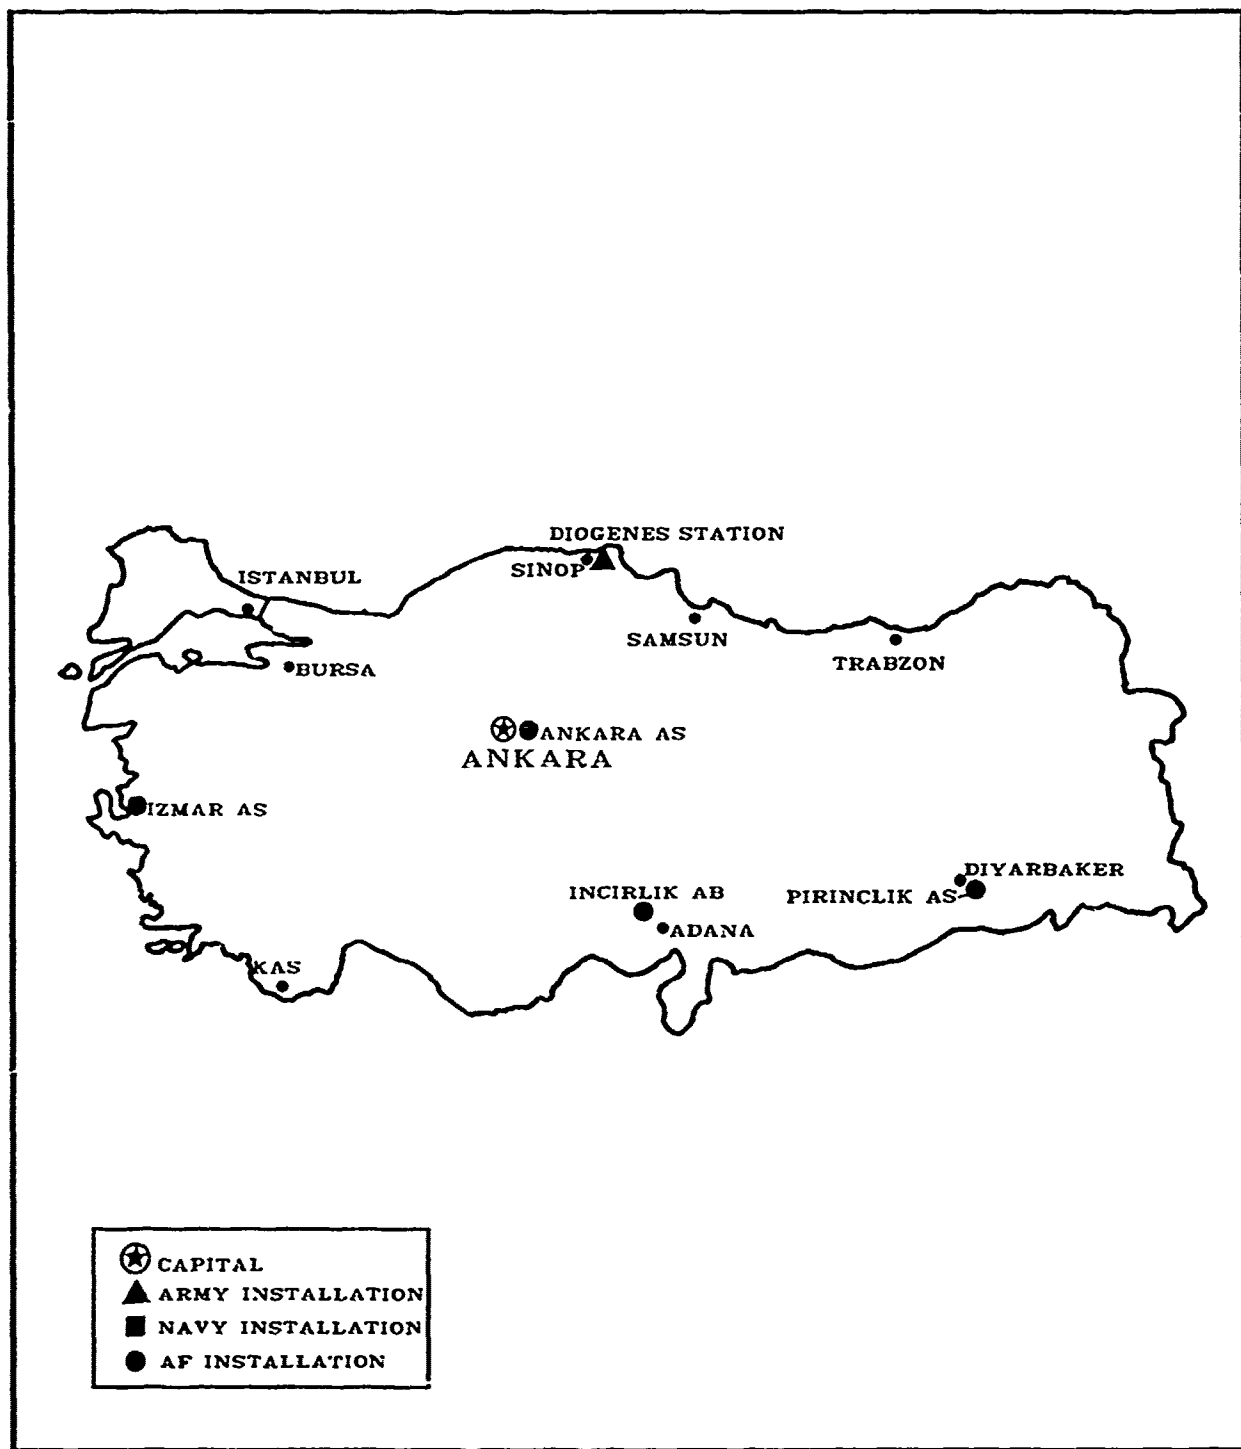 DIOGENES STATION
SINOP
ISTANBUL
SAMSUN
TRABZON
BURSA
ANKARA AS
ANKARA
IZMAR AS
DIYARBAKER
PIRINCLIK AS
INCIRLIK AB
ADANA
KAS
CAPITAL
ARMY INSTALLATION
NAVY INSTALLATION
AF INSTALLATION